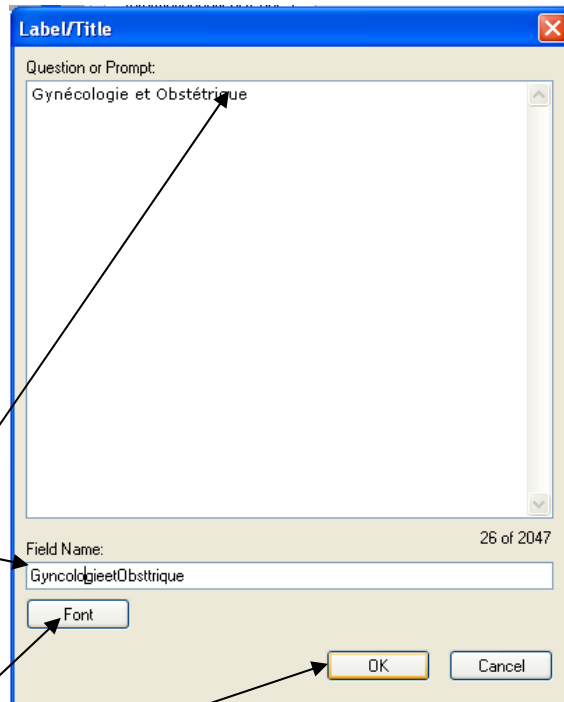 Label/Title
Question or Prompt:
Gynécologie et Obstétrique
26 of 2047
Field Name:
GyncologieetObsttrique
Font
OK
Cancel